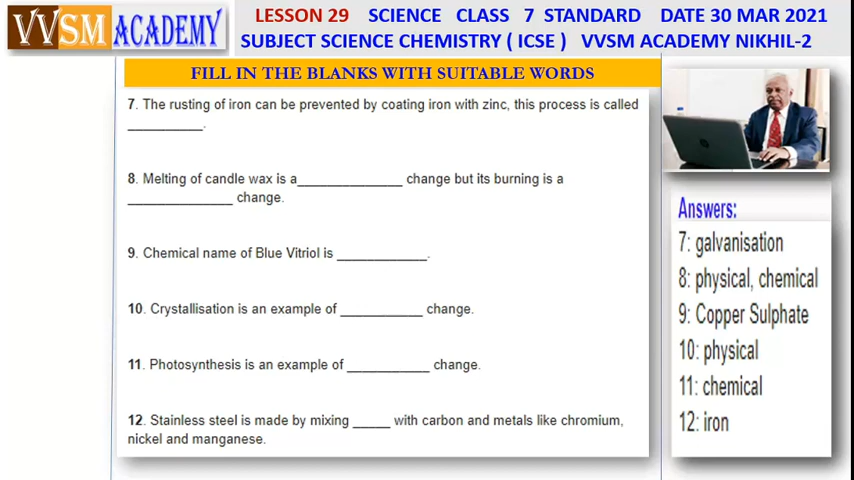 VVSM ACADEMY
LESSON 29 SCIENCE CLASS 7 STANDARD DATE 30 MAR 2021
SUBJECT SCIENCE CHEMISTRY ( ICSE ) VVSM ACADEMY NIKHIL-2
FILL IN THE BLANKS WITH SUITABLE WORDS
7. The rusting of iron can be prevented by coating iron with zinc, this process is called
__________.
8. Melting of candle wax is a______________ change but its burning is a
______________ change.
9. Chemical name of Blue Vitriol is ____________.
10. Crystallisation is an example of ___________ change.
11. Photosynthesis is an example of ___________ change.
12. Stainless steel is made by mixing _____ with carbon and metals like chromium,
nickel and manganese.
Answers:
7: galvanisation
8: physical, chemical
9: Copper Sulphate
10: physical
11: chemical
12: iron